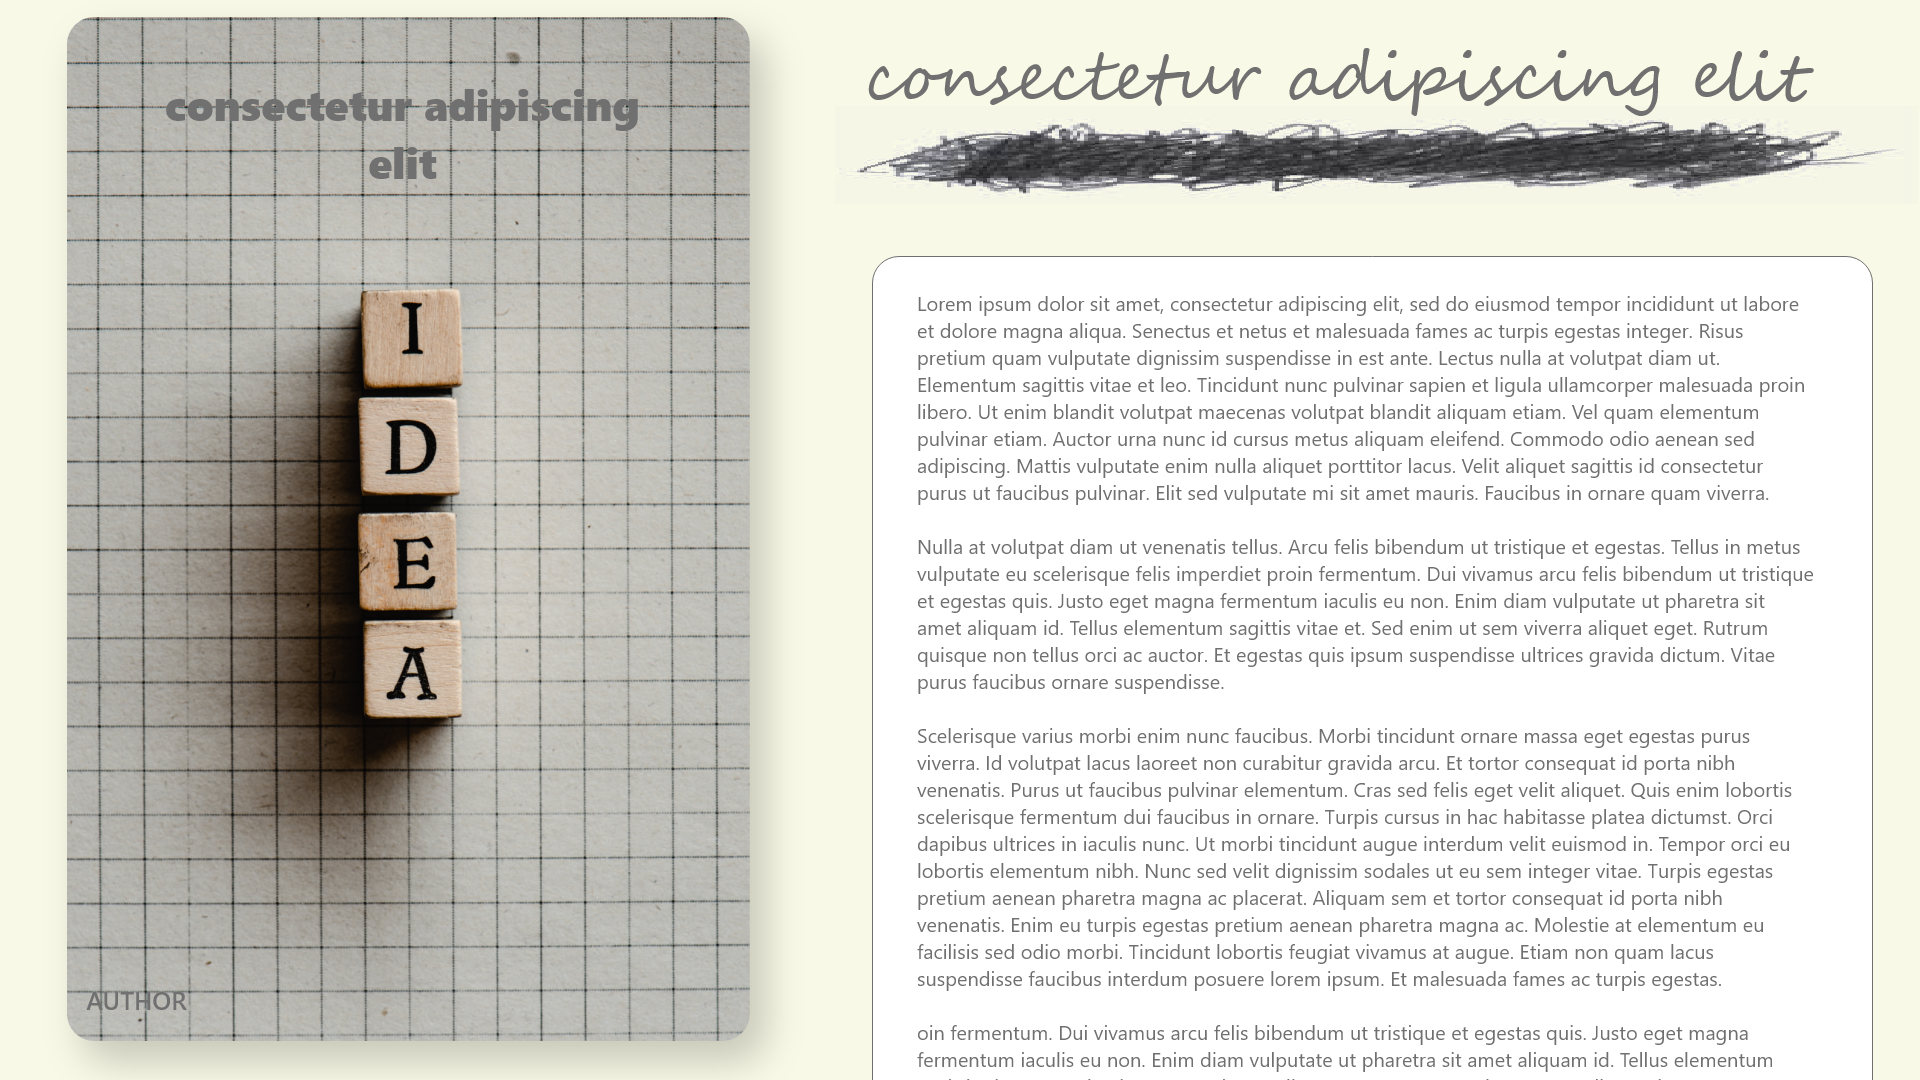 consectetur adipiscing
elit
I
D
E
A
AUTHOR
consectetur adipiscing elit
Lorem ipsum dolor sit amet, consectetur adipiscing elit, sed do eiusmod tempor incididunt ut labore
et dolore magna aliqua. Senectus et netus et malesuada fames ac turpis egestas integer. Risus
pretium quam vulputate dignissim suspendisse in est ante. Lectus nulla at volutpat diam ut.
Elementum sagittis vitae et leo. Tincidunt nunc pulvinar sapien et ligula ullamcorper malesuada proin
libero. Ut enim blandit volutpat maecenas volutpat blandit aliquam etiam. Vel quam elementum
pulvinar etiam. Auctor urna nunc id cursus metus aliquam eleifend. Commodo odio aenean sed
adipiscing. Mattis vulputate enim nulla aliquet porttitor lacus. Velit aliquet sagittis id consectetur
purus ut faucibus pulvinar. Elit sed vulputate mi sit amet mauris. Faucibus in ornare quam viverra.
Nulla at volutpat diam ut venenatis tellus. Arcu felis bibendum ut tristique et egestas. Tellus in metus
vulputate eu scelerisque felis imperdiet proin fermentum. Dui vivamus arcu felis bibendum ut tristique
et egestas quis. Justo eget magna fermentum iaculis eu non. Enim diam vulputate ut pharetra sit
amet aliquam id. Tellus elementum sagittis vitae et. Sed enim ut sem viverra aliquet eget. Rutrum
quisque non tellus orci ac auctor. Et egestas quis ipsum suspendisse ultrices gravida dictum. Vitae
purus faucibus ornare suspendisse.
Scelerisque varius morbi enim nunc faucibus. Morbi tincidunt ornare massa eget egestas purus
viverra. Id volutpat lacus laoreet non curabitur gravida arcu. Et tortor consequat id porta nibh
venenatis. Purus ut faucibus pulvinar elementum. Cras sed felis eget velit aliquet. Quis enim lobortis
scelerisque fermentum dui faucibus in ornare. Turpis cursus in hac habitasse platea dictumst. Orci
dapibus ultrices in iaculis nunc. Ut morbi tincidunt augue interdum velit euismod in. Tempor orci eu
lobortis elementum nibh. Nunc sed velit dignissim sodales ut eu sem integer vitae. Turpis egestas
pretium aenean pharetra magna ac placerat. Aliquam sem et tortor consequat id porta nibh
venenatis. Enim eu turpis egestas pretium aenean pharetra magna ac. Molestie at elementum eu
facilisis sed odio morbi. Tincidunt lobortis feugiat vivamus at augue. Etiam non quam lacus
suspendisse faucibus interdum posuere lorem ipsum. Et malesuada fames ac turpis egestas.
oin fermentum. Dui vivamus arcu felis bibendum ut tristique et egestas quis. Justo eget magna
fermentum iaculis eu non. Enim diam vulputate ut pharetra sit amet aliquam id. Tellus elementum